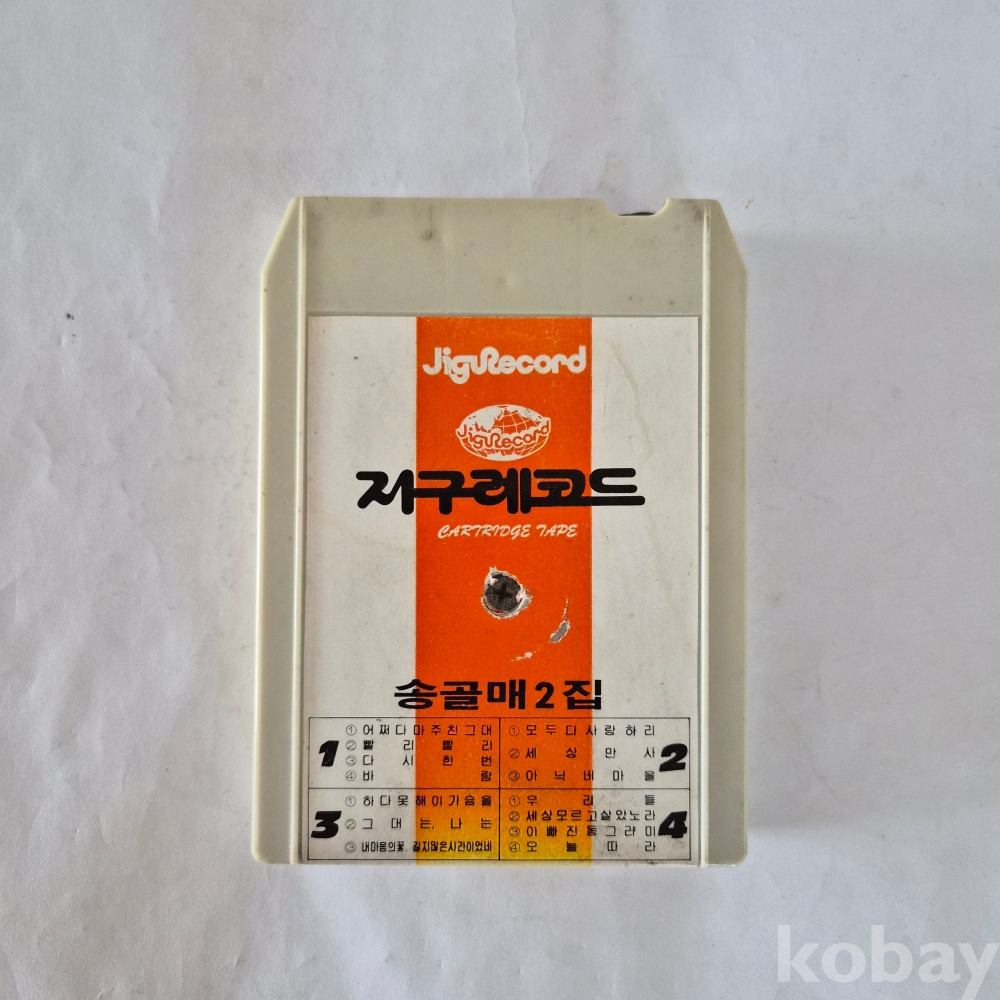 JiguRecord
JiguRecord
지구레코드
CARTRIDGE TAPE
송골매2집
1
① 어쩌다마주친그대
② 빨리빨리
③ 다시한번
④ 바람
2
① 모두다사랑하리
② 세상만사
③ 아낙네마을
3
① 하다못해이가슴을
② 그대는, 나는
③ 내마음의꽃, 길지않은시간이었네
4
① 우리들
② 세상모르고살았노라
③ 이빠진동그라미
④ 오늘따라
kobay